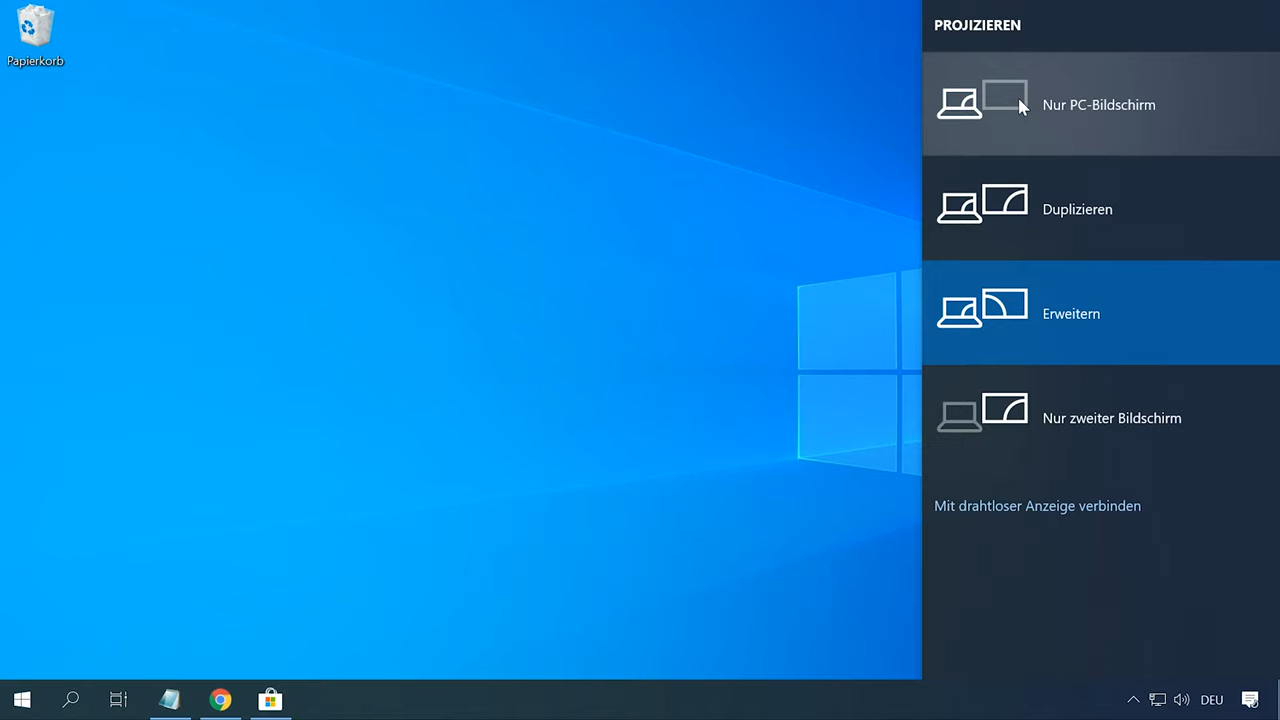 Papierkorb
PROJIZIEREN
Nur PC-Bildschirm
Duplizieren
Erweitern
Nur zweiter Bildschirm
Mit drahtloser Anzeige verbinden
DEU